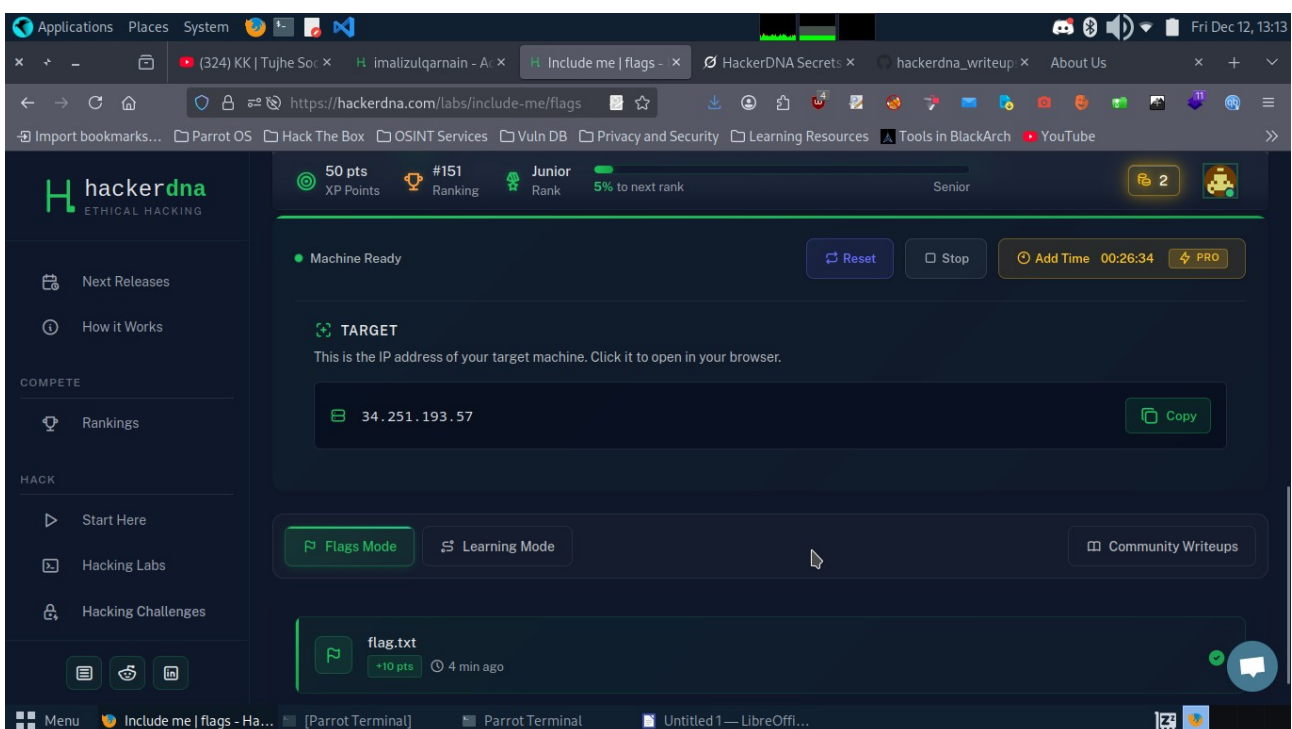 Applications Places System
Fri Dec 12, 13:13
(324) KK | Tujhe Soc
imalizulqarnain - Ac
Include me | flags -
HackerDNA Secrets
hackerdna_writeup
About Us
https://hackerdna.com/labs/include-me/flags
4
11
Import bookmarks... Parrot OS Hack The Box OSINT Services Vuln DB Privacy and Security Learning Resources Tools in BlackArch YouTube
hackerdna
ETHICAL HACKING
50 pts
XP Points
#151
Ranking
Junior
Rank
5% to next rank
Senior
2
Next Releases
How it Works
COMPETE
Rankings
HACK
Start Here
Hacking Labs
Hacking Challenges
Machine Ready
Reset
Stop
Add Time 00:26:34 PRO
TARGET
This is the IP address of your target machine. Click it to open in your browser.
34.251.193.57
Copy
Flags Mode
Learning Mode
Community Writeups
flag.txt
+10 pts 4 min ago
Menu
Include me | flags - Ha...
[Parrot Terminal]
Parrot Terminal
Untitled 1 — LibreOffi...